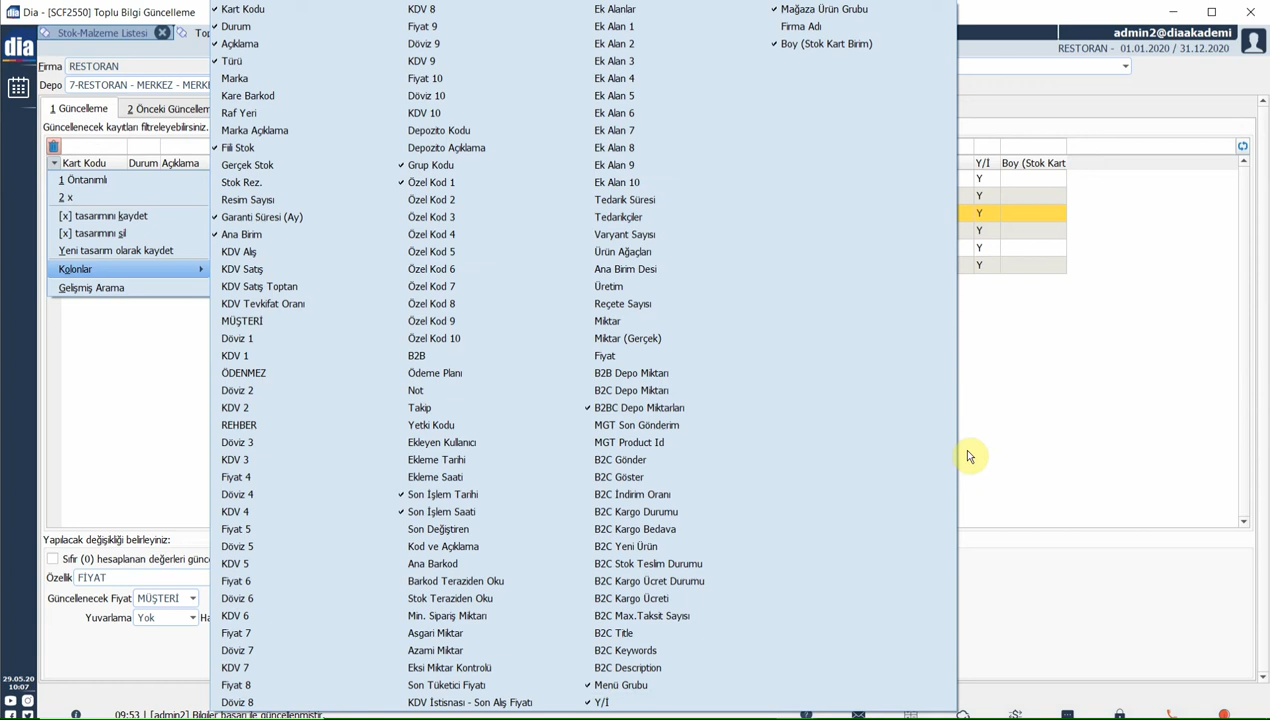 Dia - [SCF2550] Toplu Bilgi Güncelleme
dia
Stok-Malzeme Listesi
admin2@diaakademi
RESTORAN - 01.01.2020 / 31.12.2020
Firma RESTORAN
Depo 7-RESTORAN - MERKEZ - MERKE
1 Güncelleme
2 Önceki Güncellem
Güncellenecek kayıtları filtreleyebilirsiniz.
Kart Kodu Durum Açıklama
Y/İ Boy (Stok Kart
1 Öntanımlı
2 x
[x] tasarımını kaydet
[x] tasarımını sil
Yeni tasarım olarak kaydet
Kolonlar
Gelişmiş Arama
Y
Y
Y
Y
Y
Y
Kart Kodu
Durum
Açıklama
Türü
Marka
Kare Barkod
Raf Yeri
Marka Açıklama
Fiili Stok
Gerçek Stok
Stok Rez.
Resim Sayısı
Garanti Süresi (Ay)
Ana Birim
KDV Alış
KDV Satış
KDV Satış Toptan
KDV Tevkifat Oranı
MÜŞTERİ
Döviz 1
KDV 1
ÖDENMEZ
Döviz 2
KDV 2
REHBER
Döviz 3
KDV 3
Fiyat 4
Döviz 4
KDV 4
Fiyat 5
Döviz 5
KDV 5
Fiyat 6
Döviz 6
KDV 6
Fiyat 7
Döviz 7
KDV 7
Fiyat 8
Döviz 8
KDV 8
Fiyat 9
Döviz 9
KDV 9
Fiyat 10
Döviz 10
KDV 10
Depozito Kodu
Depozito Açıklama
Grup Kodu
Özel Kod 1
Özel Kod 2
Özel Kod 3
Özel Kod 4
Özel Kod 5
Özel Kod 6
Özel Kod 7
Özel Kod 8
Özel Kod 9
Özel Kod 10
B2B
Ödeme Planı
Not
Takip
Yetki Kodu
Ekleyen Kullanıcı
Ekleme Tarihi
Ekleme Saati
Son İşlem Tarihi
Son İşlem Saati
Son Değiştiren
Kod ve Açıklama
Ana Barkod
Barkod Teraziden Oku
Stok Teraziden Oku
Min. Sipariş Miktarı
Asgari Miktar
Azami Miktar
Eksi Miktar Kontrolü
Son Tüketici Fiyatı
KDV İstisnası - Son Alış Fiyatı
Ek Alanlar
Ek Alan 1
Ek Alan 2
Ek Alan 3
Ek Alan 4
Ek Alan 5
Ek Alan 6
Ek Alan 7
Ek Alan 8
Ek Alan 9
Ek Alan 10
Tedarik Süresi
Tedarikçiler
Varyant Sayısı
Ürün Ağaçları
Ana Birim Desi
Üretim
Reçete Sayısı
Miktar
Miktar (Gerçek)
Fiyat
B2B Depo Miktarı
B2C Depo Miktarı
B2BC Depo Miktarları
MGT Son Gönderim
MGT Product Id
B2C Gönder
B2C Göster
B2C İndirim Oranı
B2C Kargo Durumu
B2C Kargo Bedava
B2C Yeni Ürün
B2C Stok Teslim Durumu
B2C Kargo Ücret Durumu
B2C Kargo Ücreti
B2C Max.Taksit Sayısı
B2C Title
B2C Keywords
B2C Description
Menü Grubu
Y/İ
Mağaza Ürün Grubu
Firma Adı
Boy (Stok Kart Birim)
Yapılacak değişikliği belirleyiniz:
Sıfır (0) hesaplanan değerleri günce
Özellik FİYAT
Güncellenecek Fiyat MÜŞTERİ
Yuvarlama Yok
29.05.20
10:07
09:53 | [admin2] Bilgiler başarı ile güncellenmiştir.